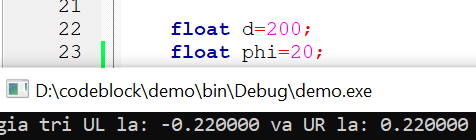 21
22 float d=200;
23 float phi=20;
D:\codeblock\demo\bin\Debug\demo.exe
gia tri UL la: -0.220000 va UR la: 0.220000